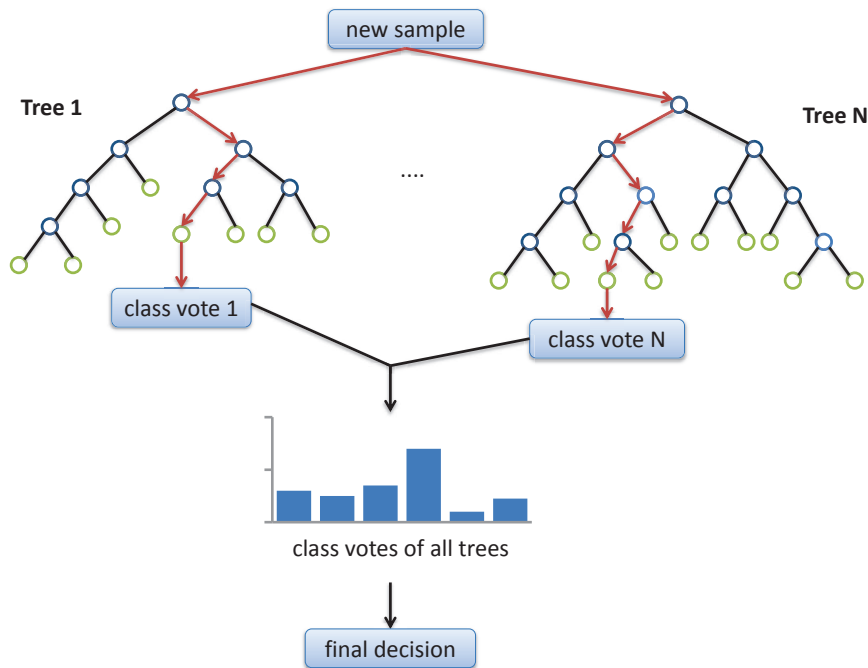 new sample
Tree 1
Tree N
....
class vote 1
class vote N
class votes of all trees
final decision